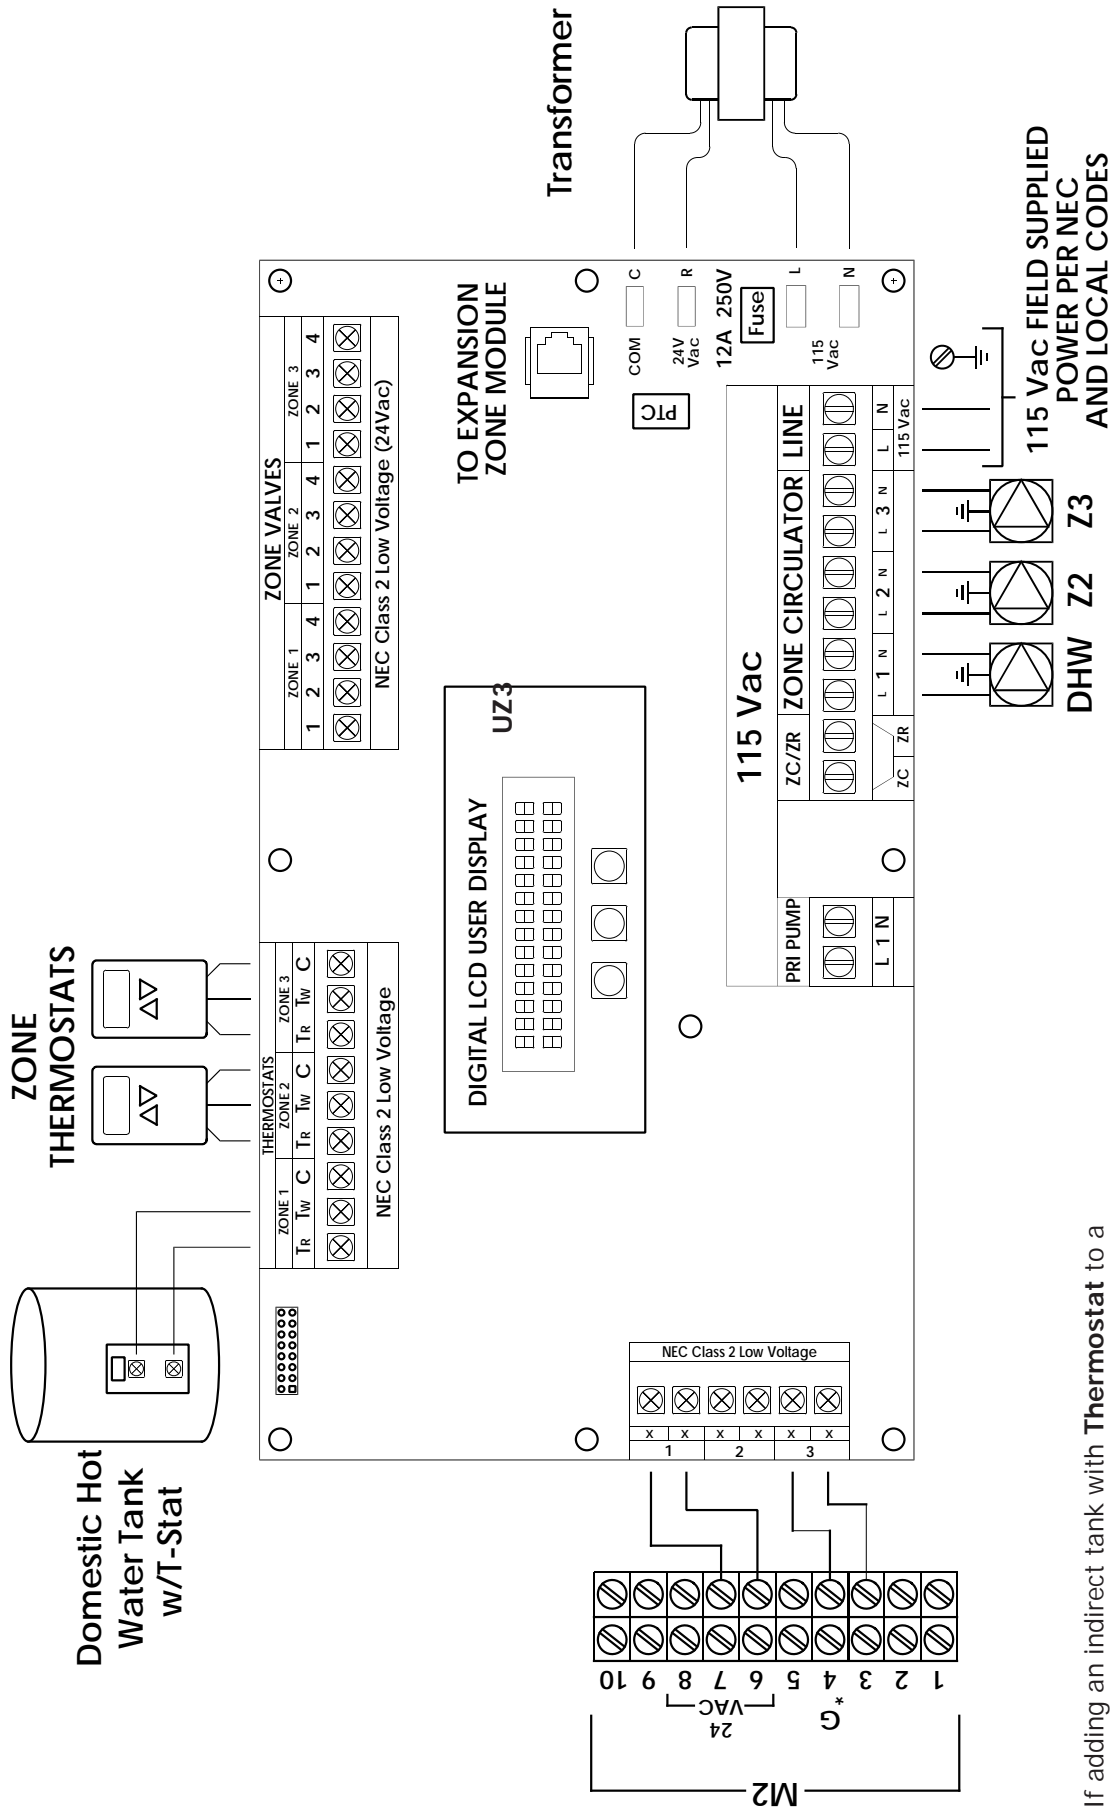 Transformer
ZONE
THERMOSTATS
Domestic Hot
Water Tank
w/T-Stat
THERMOSTATS
ZONE 1 ZONE 2 ZONE 3
TR TW C TR TW C TR TW C
NEC Class 2 Low Voltage
ZONE VALVES
ZONE 1 ZONE 2 ZONE 3
1 2 3 4 1 2 3 4 1 2 3 4
NEC Class 2 Low Voltage (24Vac)
TO EXPANSION
ZONE MODULE
DIGITAL LCD USER DISPLAY
UZ3
PTC
COM C
24V
Vac
R
12A 250V
Fuse
L
115
Vac
N
115 Vac
PRI PUMP ZC/ZR ZONE CIRCULATOR LINE
L 1 N
ZC ZR
L 1 N L 2 N L 3 N L N
115 Vac
DHW Z2 Z3
115 Vac FIELD SUPPLIED
POWER PER NEC
AND LOCAL CODES
NEC Class 2 Low Voltage
X X X X X X
1 2 3
10 9 8 7 6 5 4 3 2 1
24
VAC
G*
M2
If adding an indirect tank with Thermostat to a